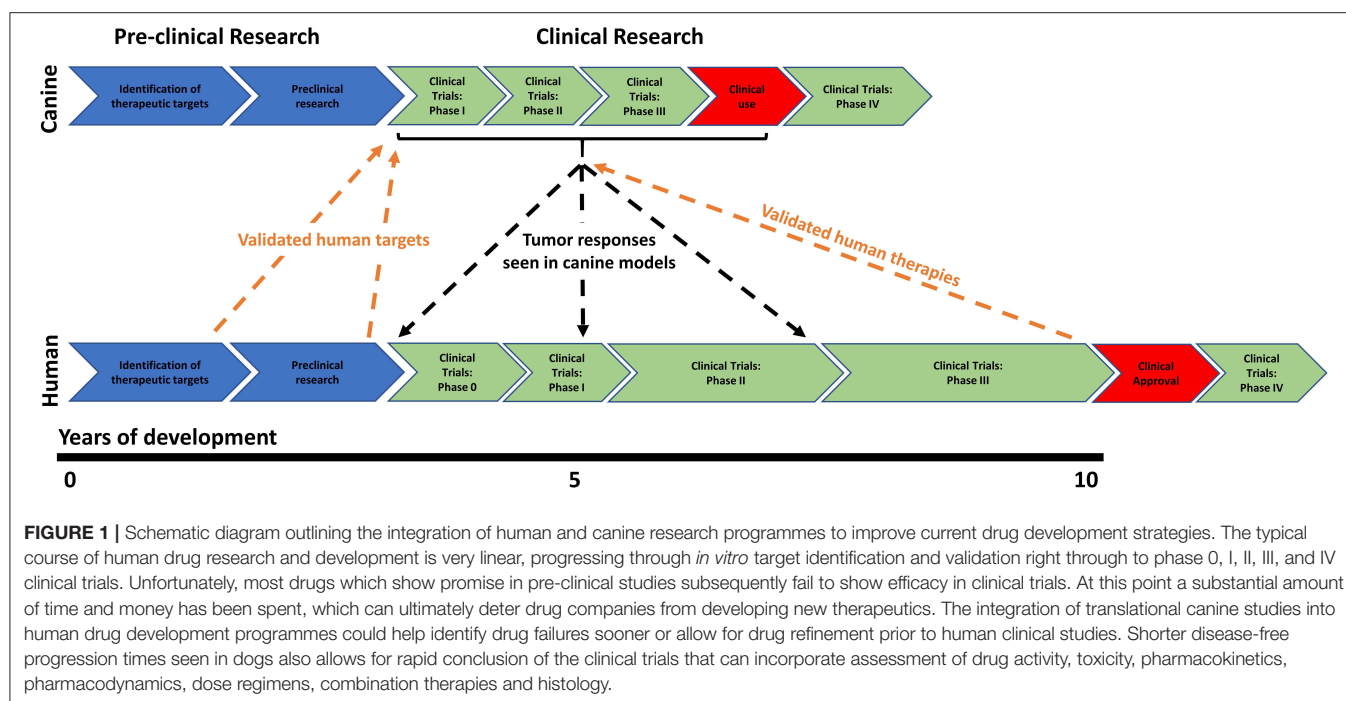 Pre-clinical Research
Clinical Research
Canine
Identification of
therapeutic targets
Preclinical
research
Clinical
Trials:
Phase I
Clinical
Trials:
Phase II
Clinical
Trials:
Phase III
Clinical
use
Clinical Trials:
Phase IV
Validated human targets
Tumor responses
seen in canine models
Validated human therapies
Human
Identification of
therapeutic targets
Preclinical
research
Clinical
Trials:
Phase 0
Clinical
Trials:
Phase I
Clinical Trials:
Phase II
Clinical Trials:
Phase III
Clinical
Approval
Clinical
Trials:
Phase IV
Years of development
0
5
10
FIGURE 1 | Schematic diagram outlining the integration of human and canine research programmes to improve current drug development strategies. The typical
course of human drug research and development is very linear, progressing through in vitro target identification and validation right through to phase 0, I, II, III, and IV
clinical trials. Unfortunately, most drugs which show promise in pre-clinical studies subsequently fail to show efficacy in clinical trials. At this point a substantial amount
of time and money has been spent, which can ultimately deter drug companies from developing new therapeutics. The integration of translational canine studies into
human drug development programmes could help identify drug failures sooner or allow for drug refinement prior to human clinical studies. Shorter disease-free
progression times seen in dogs also allows for rapid conclusion of the clinical trials that can incorporate assessment of drug activity, toxicity, pharmacokinetics,
pharmacodynamics, dose regimens, combination therapies and histology.